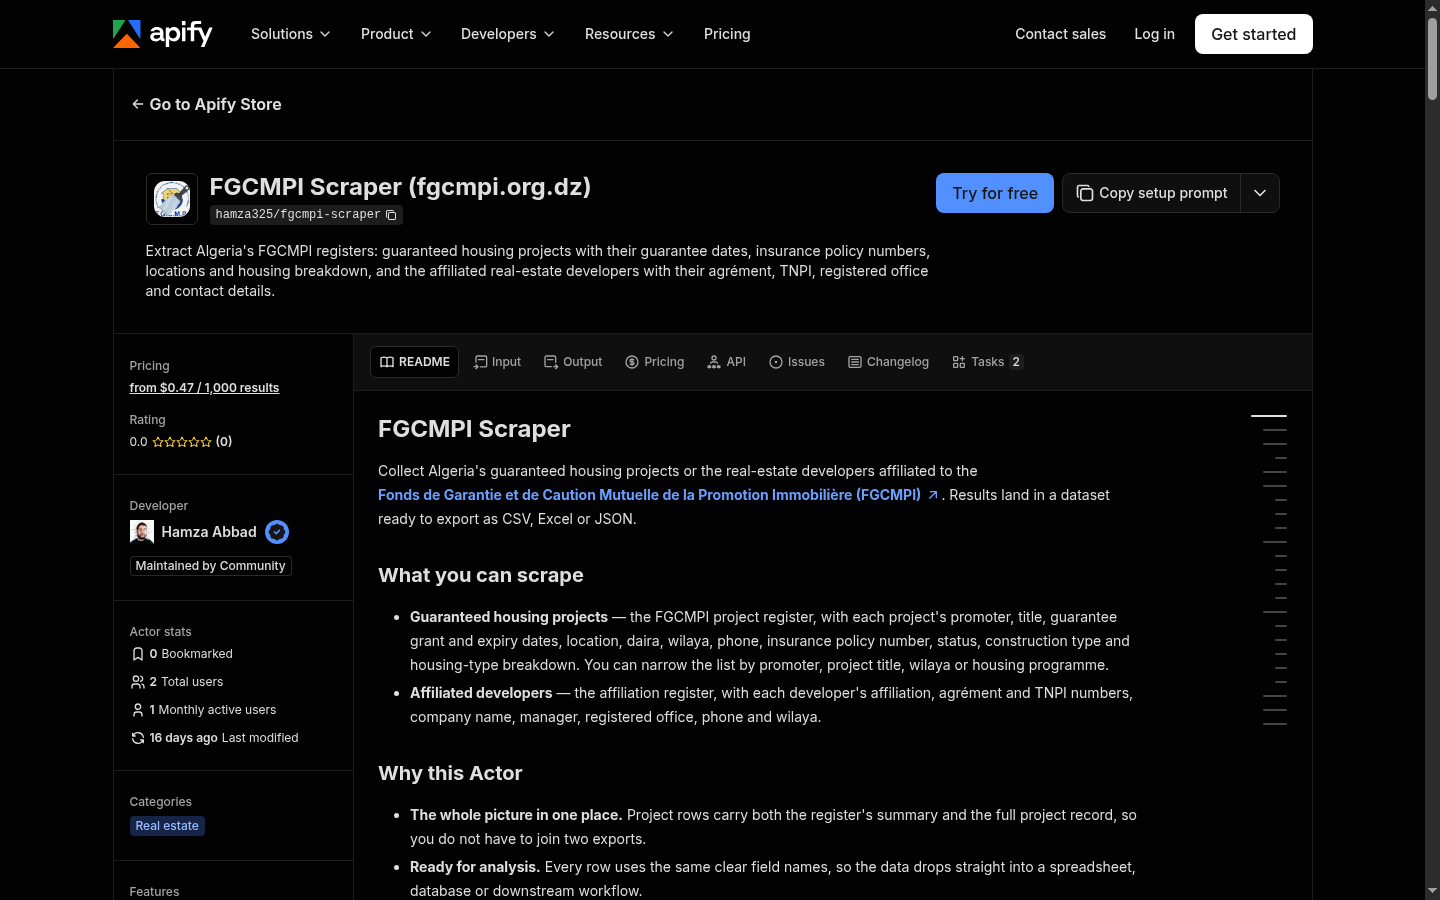 apify
Solutions
Product
Developers
Resources
Pricing
Contact sales
Log in
Get started
Go to Apify Store
FGCMPI Scraper (fgcmpi.org.dz)
hamza325/fgcmpi-scraper
Try for free
Copy setup prompt
Extract Algeria's FGCMPI registers: guaranteed housing projects with their guarantee dates, insurance policy numbers,
locations and housing breakdown, and the affiliated real-estate developers with their agrément, TNPI, registered office
and contact details.
Pricing
from $0.47 / 1,000 results
Rating
0.0 (0)
Developer
Hamza Abbad
Maintained by Community
Actor stats
0 Bookmarked
2 Total users
1 Monthly active users
16 days ago Last modified
Categories
Real estate
Features
README
Input
Output
Pricing
API
Issues
Changelog
Tasks 2
FGCMPI Scraper
Collect Algeria's guaranteed housing projects or the real-estate developers affiliated to the
Fonds de Garantie et de Caution Mutuelle de la Promotion Immobilière (FGCMPI) ↗. Results land in a dataset
ready to export as CSV, Excel or JSON.
What you can scrape
• Guaranteed housing projects — the FGCMPI project register, with each project's promoter, title, guarantee
grant and expiry dates, location, daira, wilaya, phone, insurance policy number, status, construction type and
housing-type breakdown. You can narrow the list by promoter, project title, wilaya or housing programme.
• Affiliated developers — the affiliation register, with each developer's affiliation, agrément and TNPI numbers,
company name, manager, registered office, phone and wilaya.
Why this Actor
• The whole picture in one place. Project rows carry both the register's summary and the full project record, so
you do not have to join two exports.
• Ready for analysis. Every row uses the same clear field names, so the data drops straight into a spreadsheet,
database or downstream workflow.